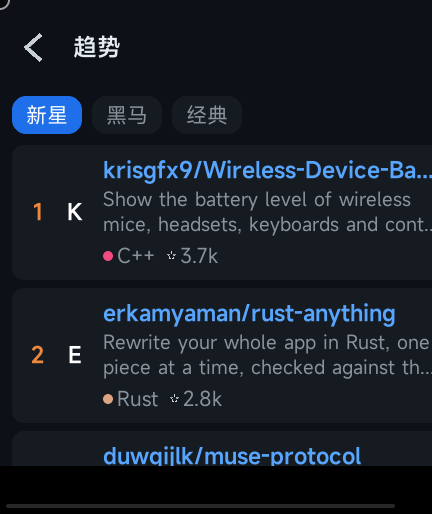 趋势
新星 黑马 经典
krisgfx9/Wireless-Device-Ba...
1 K
Show the battery level of wireless
mice, headsets, keyboards and cont...
C++ 3.7k
erkamyaman/rust-anything
2 E
Rewrite your whole app in Rust, one
piece at a time, checked against th...
Rust 2.8k
duwqijlk/muse-protocol